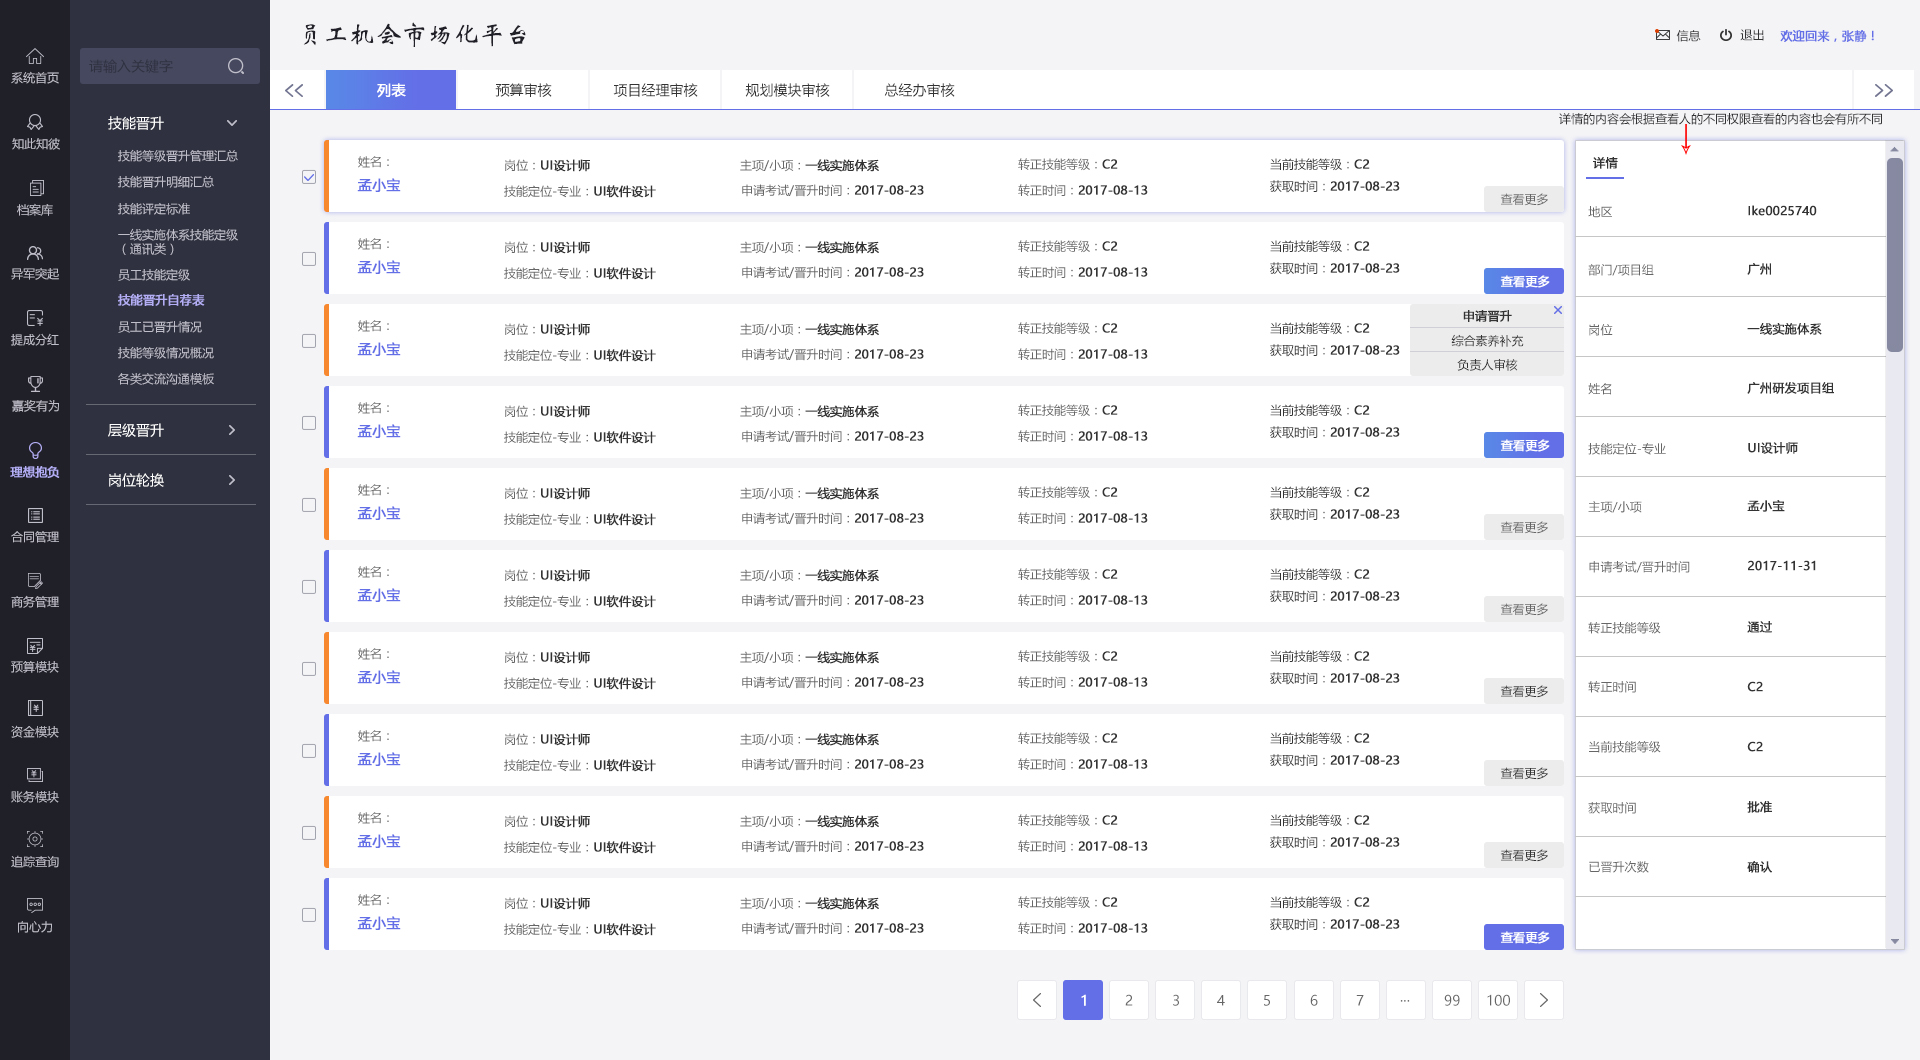 员工机会市场化平台
信息
退出
欢迎回来，张静！
系统首页
知此知彼
档案库
异军突起
提成分红
嘉奖有为
理想抱负
合同管理
商务管理
预算模块
资金模块
账务模块
追踪查询
向心力
请输入关键字
技能晋升
技能等级晋升管理汇总
技能晋升明细汇总
技能评定标准
一线实施体系技能定级
（通讯类）
员工技能定级
技能晋升自荐表
员工已晋升情况
技能等级情况概况
各类交流沟通模板
层级晋升
岗位轮换
列表
预算审核
项目经理审核
规划模块审核
总经办审核
详情的内容会根据查看人的不同权限查看的内容也会有所不同
姓名：
孟小宝
岗位：UI设计师
技能定位-专业：UI软件设计
主项/小项：一线实施体系
申请考试/晋升时间：2017-08-23
转正技能等级：C2
转正时间：2017-08-13
当前技能等级：C2
获取时间：2017-08-23
查看更多
姓名：
孟小宝
岗位：UI设计师
技能定位-专业：UI软件设计
主项/小项：一线实施体系
申请考试/晋升时间：2017-08-23
转正技能等级：C2
转正时间：2017-08-13
当前技能等级：C2
获取时间：2017-08-23
查看更多
姓名：
孟小宝
岗位：UI设计师
技能定位-专业：UI软件设计
主项/小项：一线实施体系
申请考试/晋升时间：2017-08-23
转正技能等级：C2
转正时间：2017-08-13
当前技能等级：C2
获取时间：2017-08-23
申请晋升
综合素养补充
负责人审核
姓名：
孟小宝
岗位：UI设计师
技能定位-专业：UI软件设计
主项/小项：一线实施体系
申请考试/晋升时间：2017-08-23
转正技能等级：C2
转正时间：2017-08-13
当前技能等级：C2
获取时间：2017-08-23
查看更多
姓名：
孟小宝
岗位：UI设计师
技能定位-专业：UI软件设计
主项/小项：一线实施体系
申请考试/晋升时间：2017-08-23
转正技能等级：C2
转正时间：2017-08-13
当前技能等级：C2
获取时间：2017-08-23
查看更多
姓名：
孟小宝
岗位：UI设计师
技能定位-专业：UI软件设计
主项/小项：一线实施体系
申请考试/晋升时间：2017-08-23
转正技能等级：C2
转正时间：2017-08-13
当前技能等级：C2
获取时间：2017-08-23
查看更多
姓名：
孟小宝
岗位：UI设计师
技能定位-专业：UI软件设计
主项/小项：一线实施体系
申请考试/晋升时间：2017-08-23
转正技能等级：C2
转正时间：2017-08-13
当前技能等级：C2
获取时间：2017-08-23
查看更多
姓名：
孟小宝
岗位：UI设计师
技能定位-专业：UI软件设计
主项/小项：一线实施体系
申请考试/晋升时间：2017-08-23
转正技能等级：C2
转正时间：2017-08-13
当前技能等级：C2
获取时间：2017-08-23
查看更多
姓名：
孟小宝
岗位：UI设计师
技能定位-专业：UI软件设计
主项/小项：一线实施体系
申请考试/晋升时间：2017-08-23
转正技能等级：C2
转正时间：2017-08-13
当前技能等级：C2
获取时间：2017-08-23
查看更多
姓名：
孟小宝
岗位：UI设计师
技能定位-专业：UI软件设计
主项/小项：一线实施体系
申请考试/晋升时间：2017-08-23
转正技能等级：C2
转正时间：2017-08-13
当前技能等级：C2
获取时间：2017-08-23
查看更多
详情
地区 lke0025740
部门/项目组 广州
岗位 一线实施体系
姓名 广州研发项目组
技能定位-专业 UI设计师
主项/小项 孟小宝
申请考试/晋升时间 2017-11-31
转正技能等级 通过
转正时间 C2
当前技能等级 C2
获取时间 批准
已晋升次数 确认
1 2 3 4 5 6 7 ... 99 100